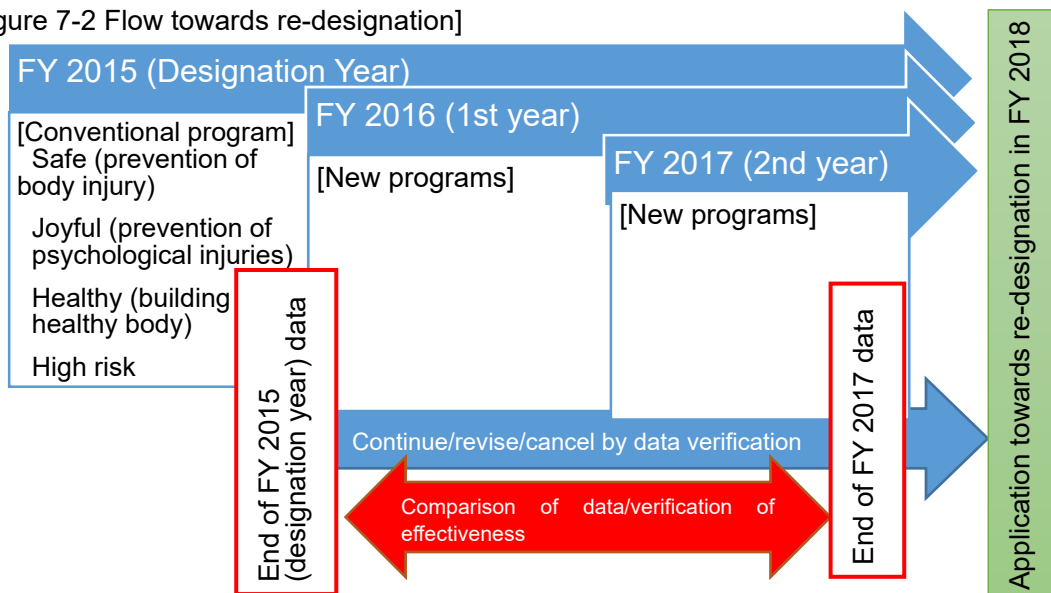 gure 7-2 Flow towards re-designation]
FY 2015 (Designation Year)
FY 2016 (1st year)
FY 2017 (2nd year)
[Conventional program]
Safe (prevention of
body injury)
Joyful (prevention of
psychological injuries)
Healthy (building
healthy body)
High risk
[New programs]
[New programs]
End of FY 2015
(designation year) data
Continue/revise/cancel by data verification
Comparison of data/verification of
effectiveness
End of FY 2017 data
Application towards re-designation in FY 2018